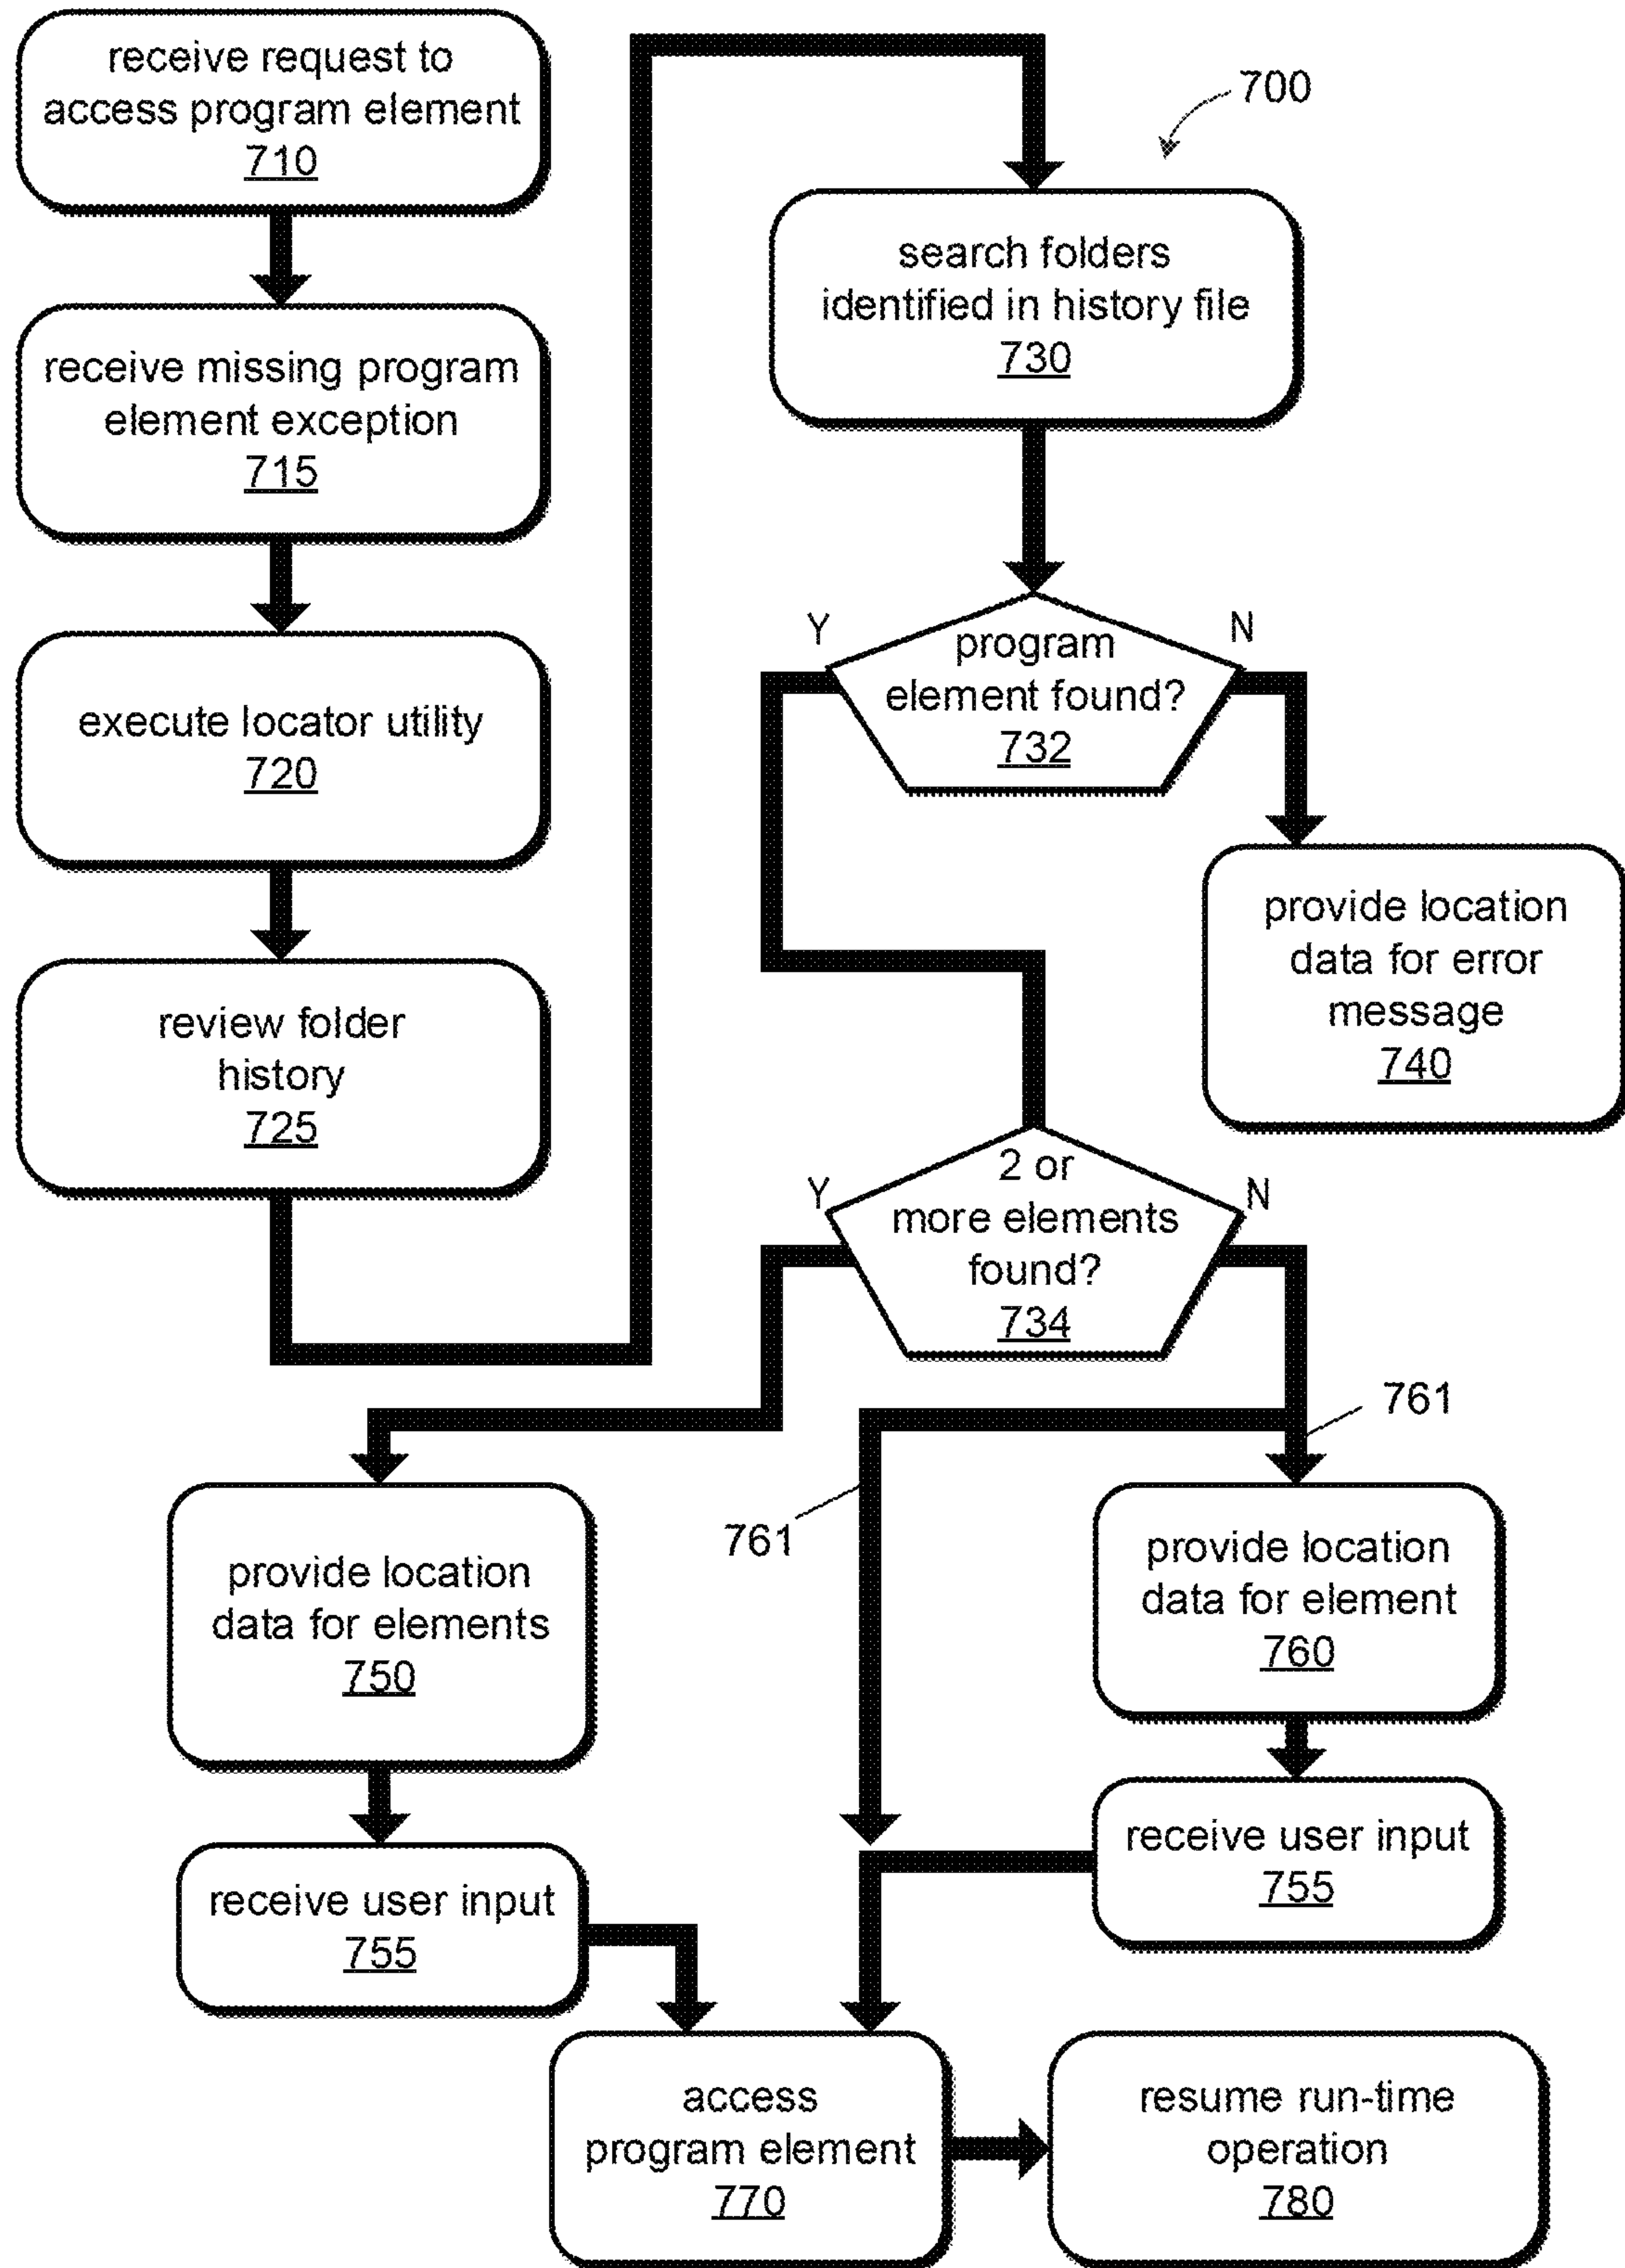 receive request to
access program element
710
receive missing program
element exception
715
execute locator utility
720
review folder
history
725
700
search folders
identified in history file
730
Y
N
program
element found?
732
provide location
data for error
message
740
Y
N
2 or
more elements
found?
734
761
761
provide location
data for elements
750
receive user input
755
provide location
data for element
760
receive user input
755
access
program element
770
resume run-time
operation
780